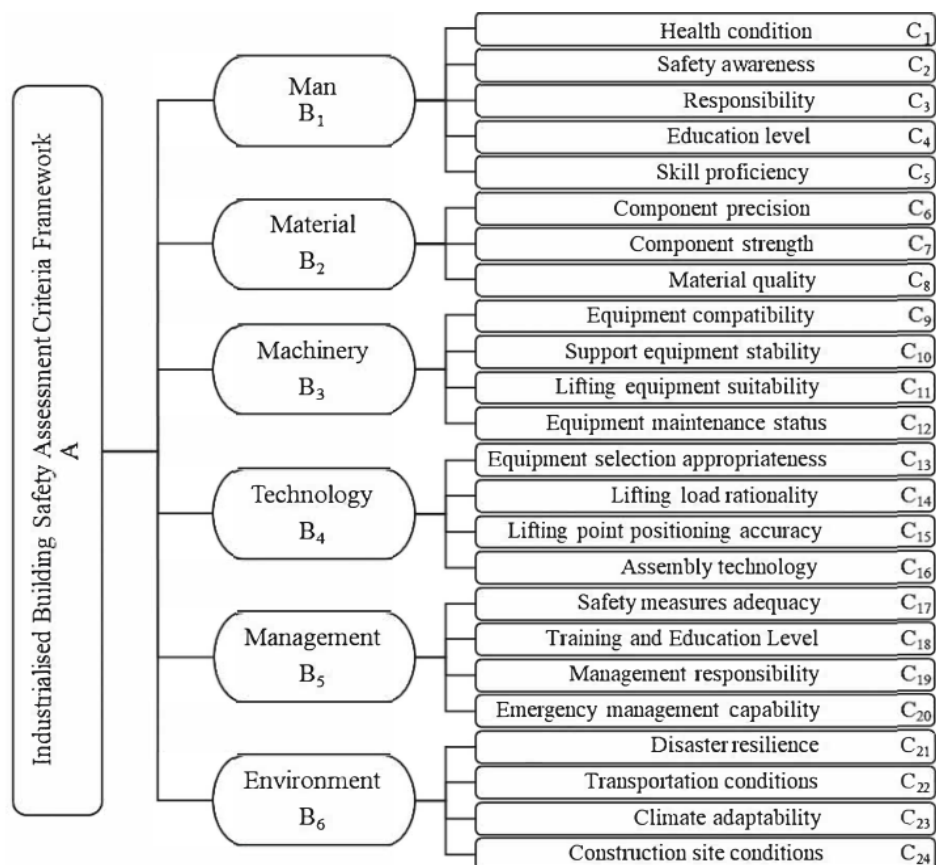 Industrialised Building Safety Assessment Criteria Framework
A
Man
B₁
Health condition C₁
Safety awareness C₂
Responsibility C₃
Education level C₄
Skill proficiency C₅
Material
B₂
Component precision C₆
Component strength C₇
Material quality C₈
Machinery
B₃
Equipment compatibility C₉
Support equipment stability C₁₀
Lifting equipment suitability C₁₁
Equipment maintenance status C₁₂
Technology
B₄
Equipment selection appropriateness C₁₃
Lifting load rationality C₁₄
Lifting point positioning accuracy C₁₅
Assembly technology C₁₆
Management
B₅
Safety measures adequacy C₁₇
Training and Education Level C₁₈
Management responsibility C₁₉
Emergency management capability C₂₀
Environment
B₆
Disaster resilience C₂₁
Transportation conditions C₂₂
Climate adaptability C₂₃
Construction site conditions C₂₄